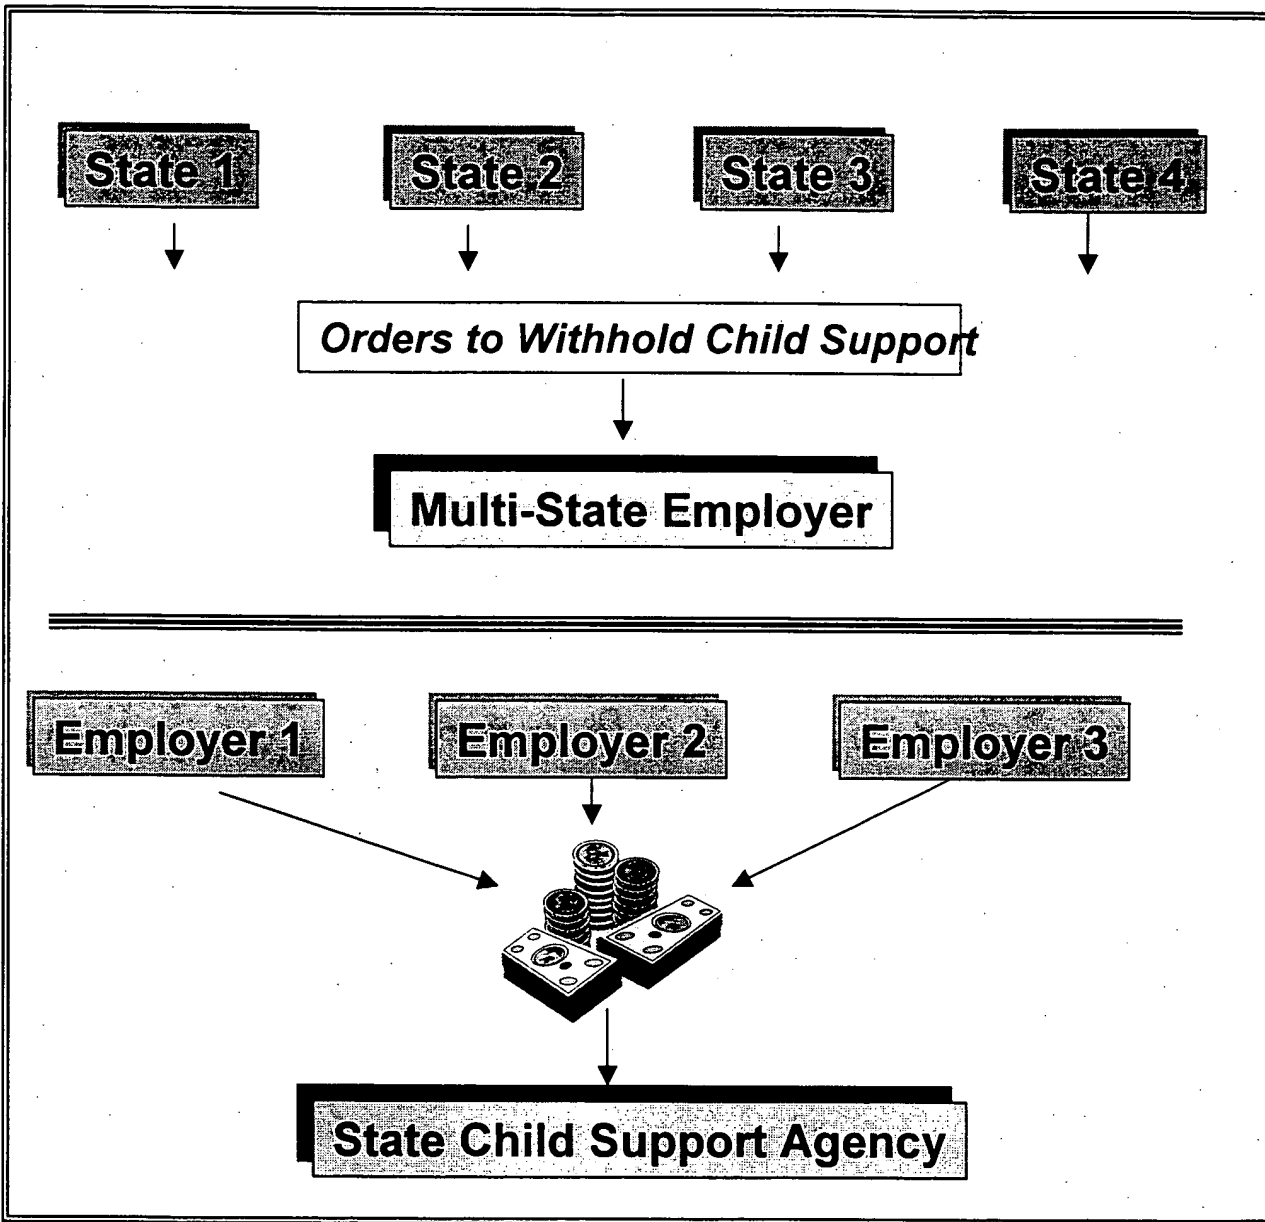 State 1
State 2
State 3
State 4
Orders to Withhold Child Support
Multi-State Employer
Employer 1
Employer 2
Employer 3
State Child Support Agency